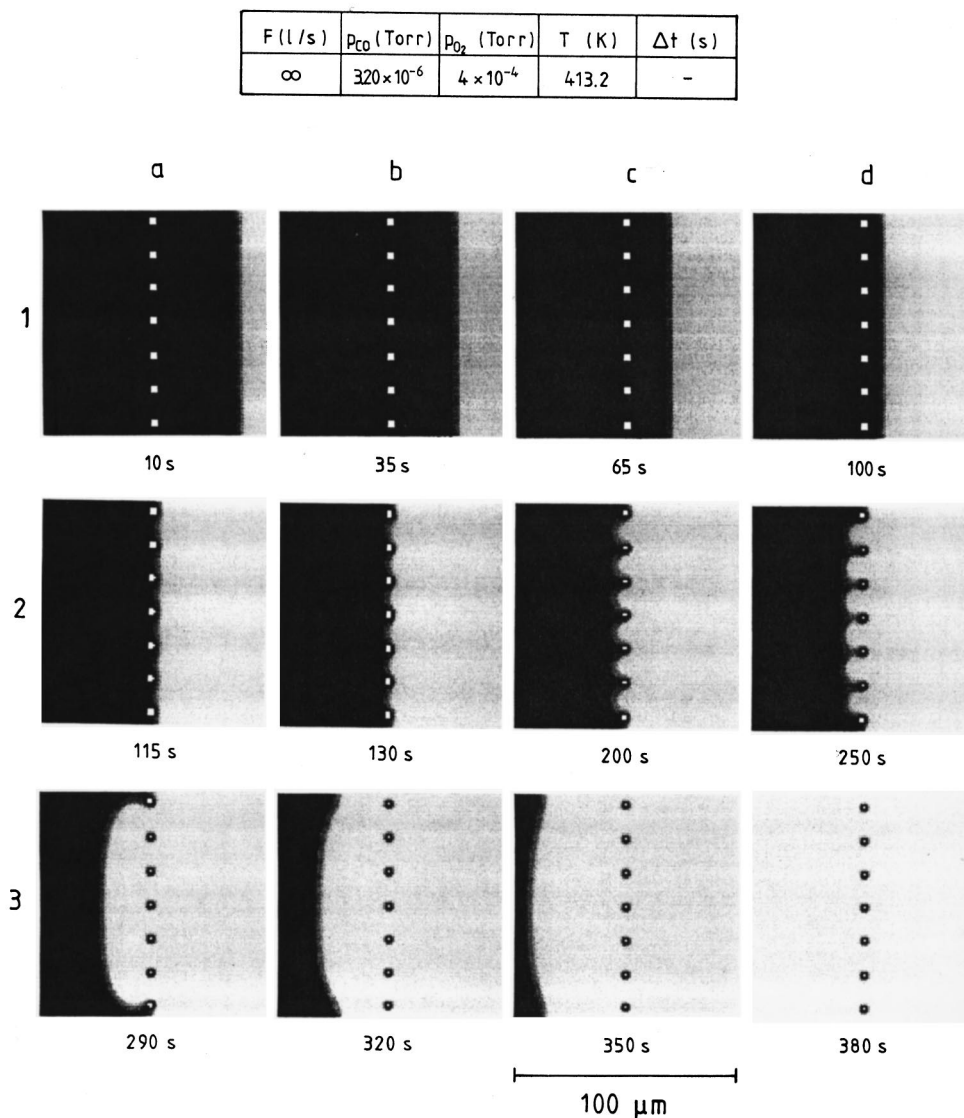 F(l/s) p_CO (Torr) p_O₂ (Torr) T (K) Δt (s)
∞ 3.20×10⁻⁶ 4×10⁻⁴ 413.2 -
a b c d
1
10 s 35 s 65 s 100 s
2
115 s 130 s 200 s 250 s
3
290 s 320 s 350 s 380 s
100 μm